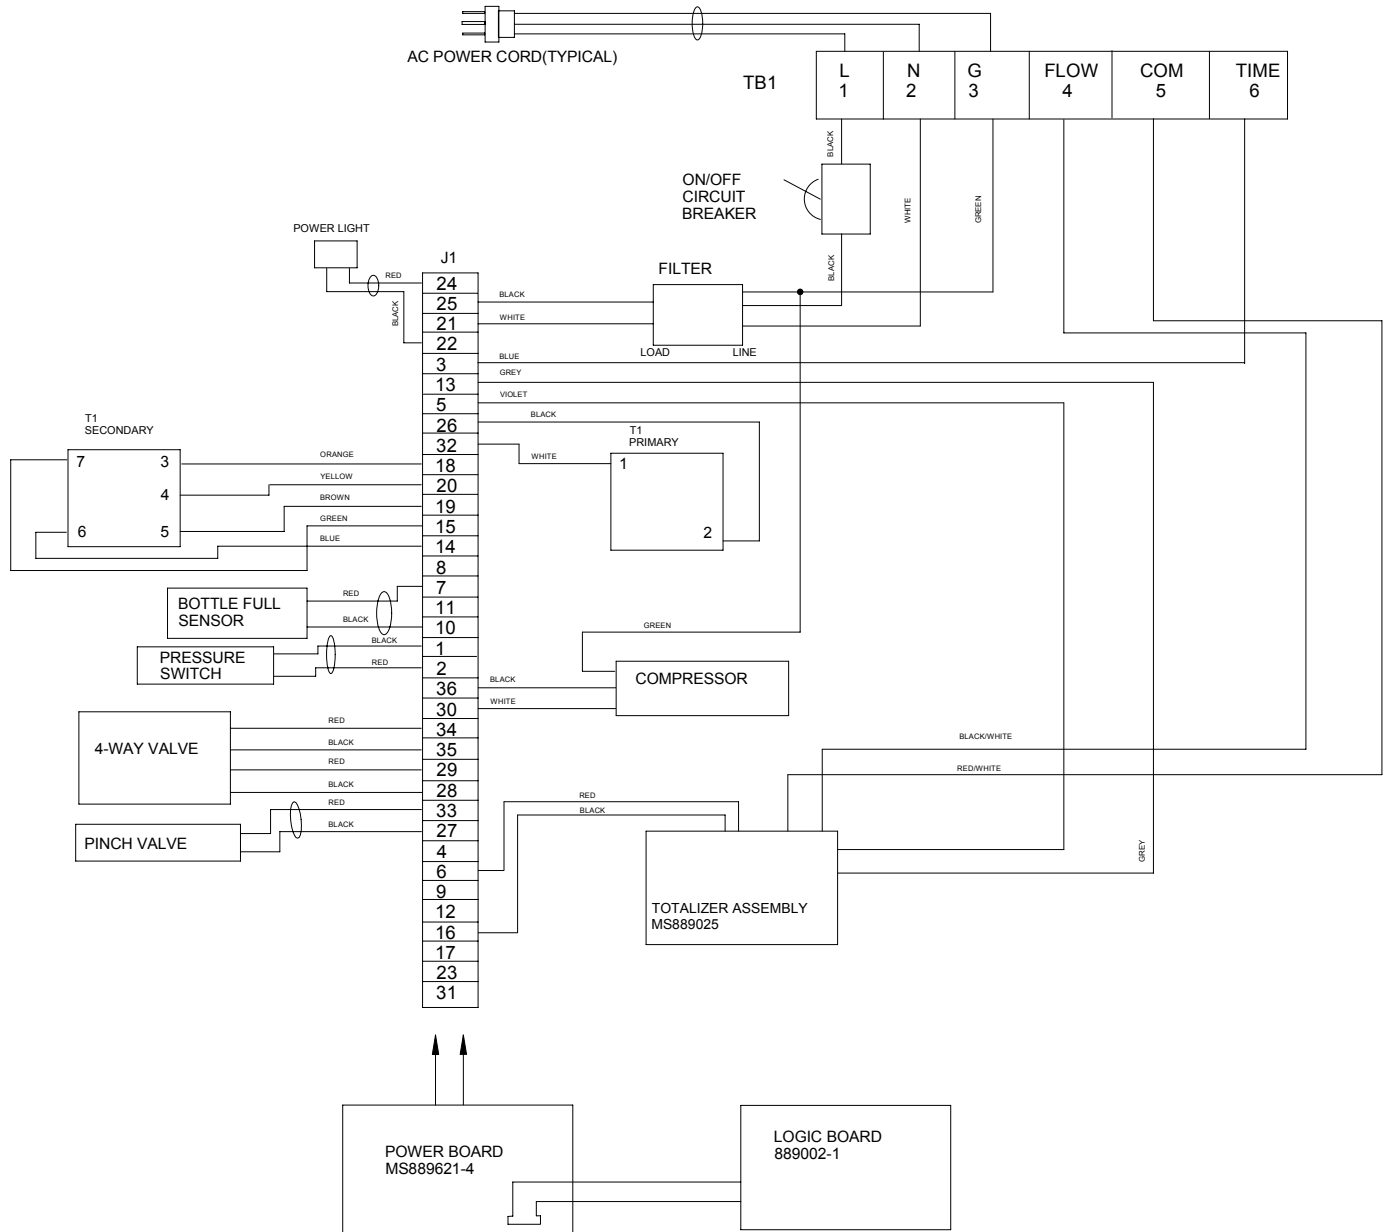 AC POWER CORD(TYPICAL)
TB1
L
1
N
2
G
3
FLOW
4
COM
5
TIME
6
BLACK
ON/OFF
CIRCUIT
BREAKER
WHITE
GREEN
BLACK
POWER LIGHT
RED
BLACK
J1
24
25
21
22
3
13
5
26
32
18
20
19
15
14
8
7
11
10
1
2
36
30
34
35
29
28
33
27
4
6
9
12
16
17
23
31
FILTER
BLACK
WHITE
LOAD
LINE
BLUE
GREY
VIOLET
BLACK
WHITE
T1
PRIMARY
1
2
T1
SECONDARY
7
3
4
6
5
ORANGE
YELLOW
BROWN
GREEN
BLUE
BOTTLE FULL
SENSOR
RED
BLACK
PRESSURE
SWITCH
BLACK
RED
GREEN
COMPRESSOR
BLACK
WHITE
4-WAY VALVE
RED
BLACK
RED
BLACK
PINCH VALVE
RED
BLACK
BLACK/WHITE
RED/WHITE
RED
BLACK
GREY
TOTALIZER ASSEMBLY
MS889025
POWER BOARD
MS889621-4
LOGIC BOARD
889002-1